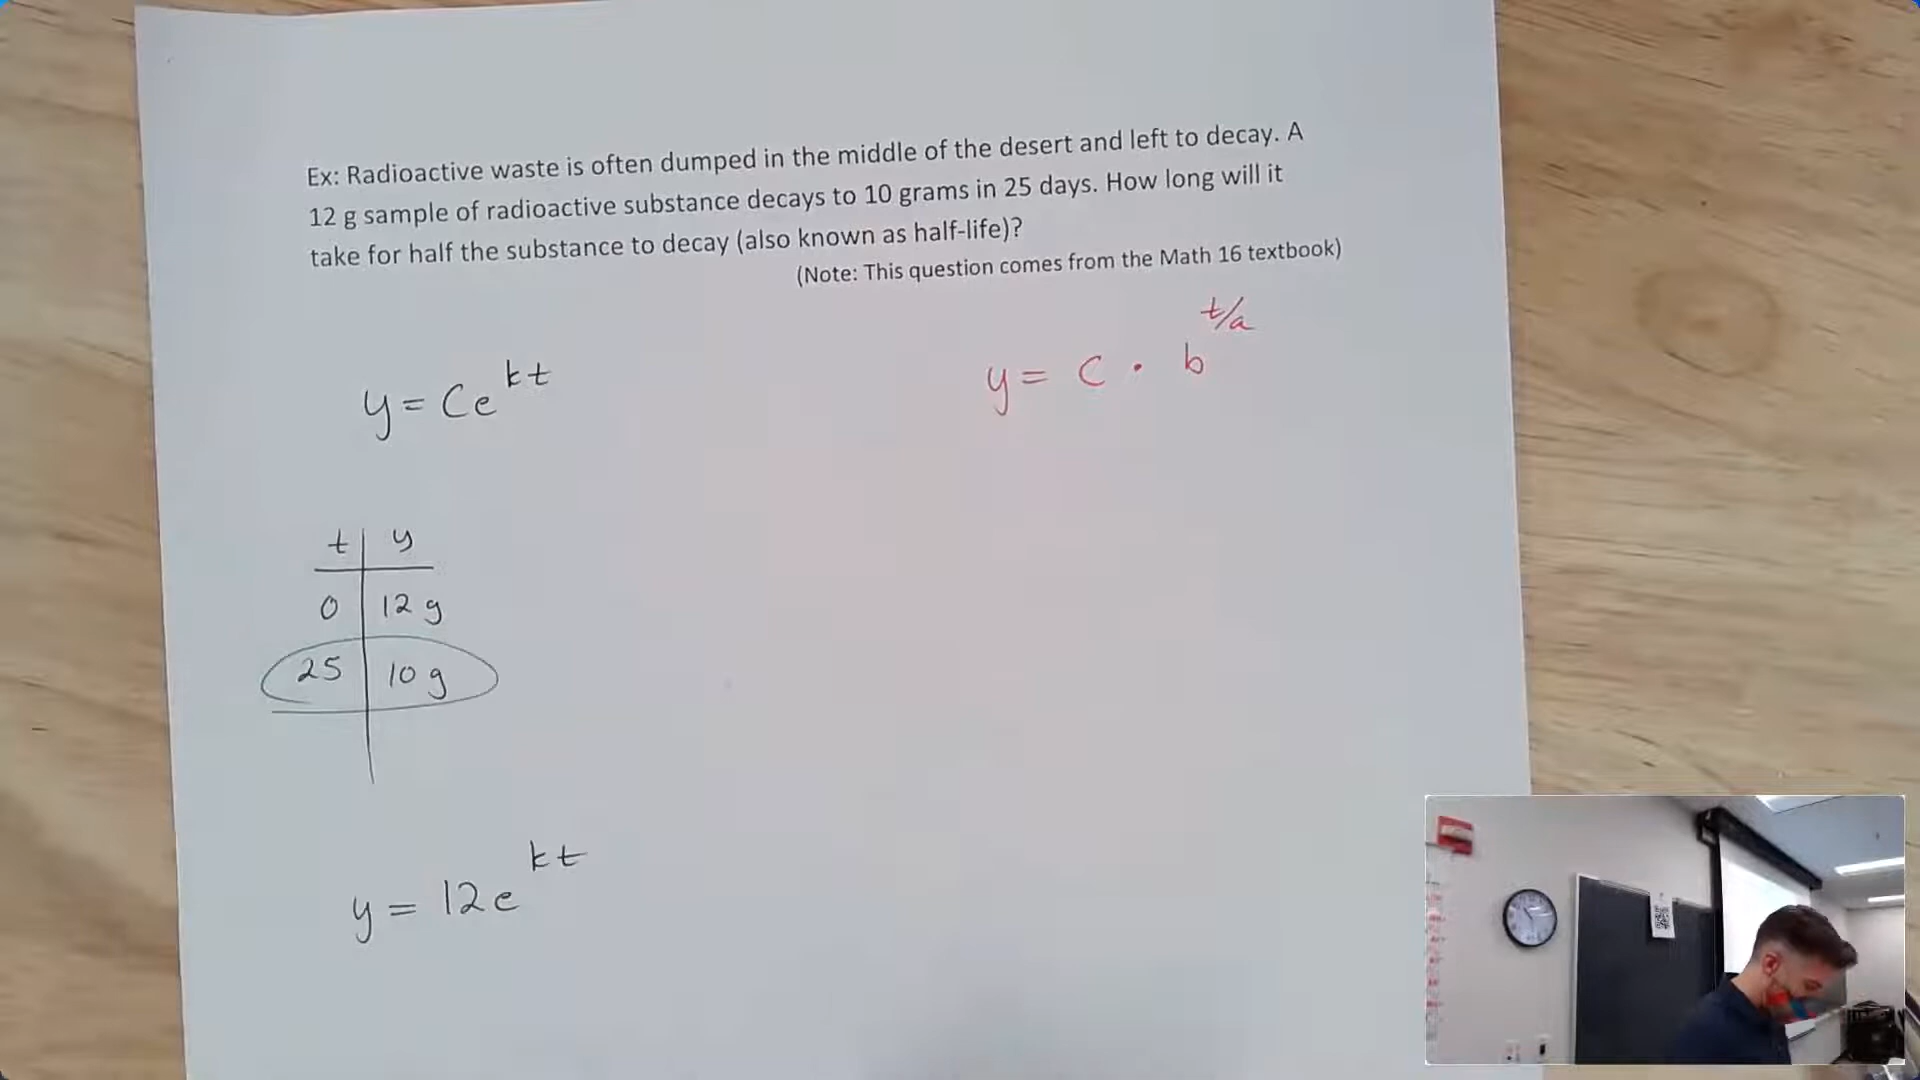 Ex: Radioactive waste is often dumped in the middle of the desert and left to decay. A
12 g sample of radioactive substance decays to 10 grams in 25 days. How long will it
take for half the substance to decay (also known as half-life)?
(Note: This question comes from the Math 16 textbook)
y = Ce^kt
y = C · b^t/a
t | y
0 | 12 g
25 | 10 g
y = 12e^kt